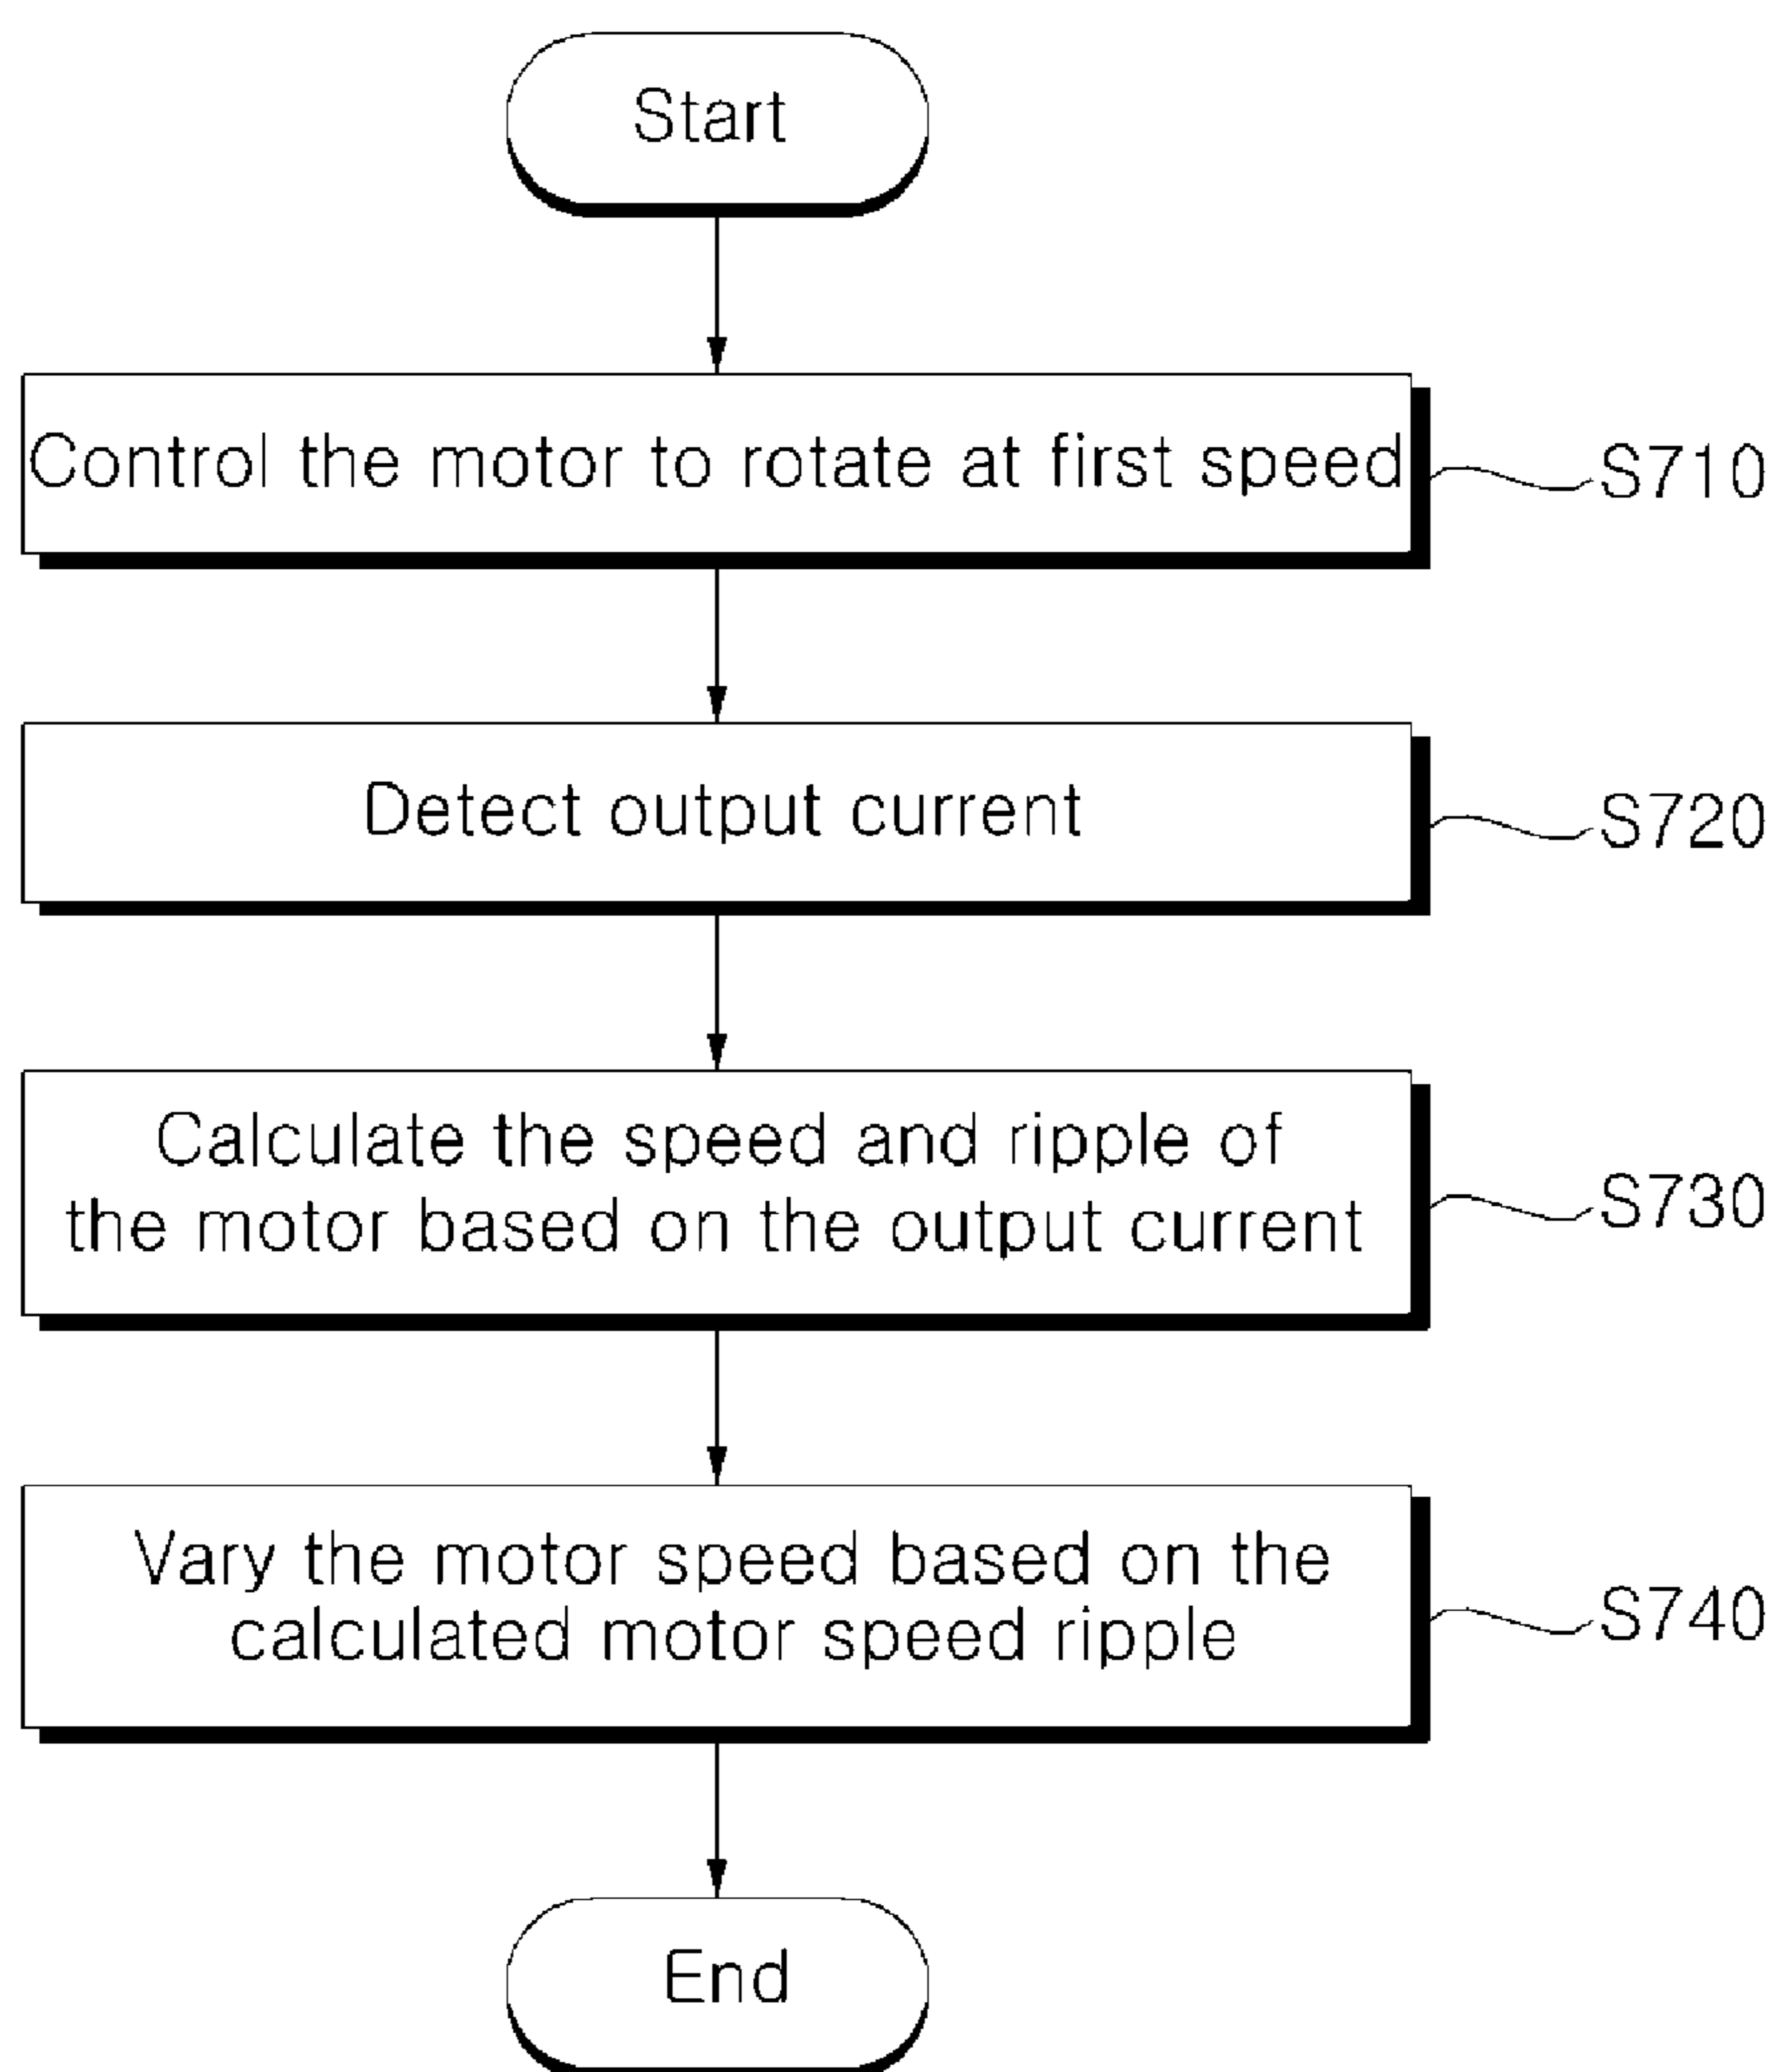 Start
Control the motor to rotate at first speed
S710
Detect output current
S720
Calculate the speed and ripple of
the motor based on the output current
S730
Vary the motor speed based on the
calculated motor speed ripple
S740
End